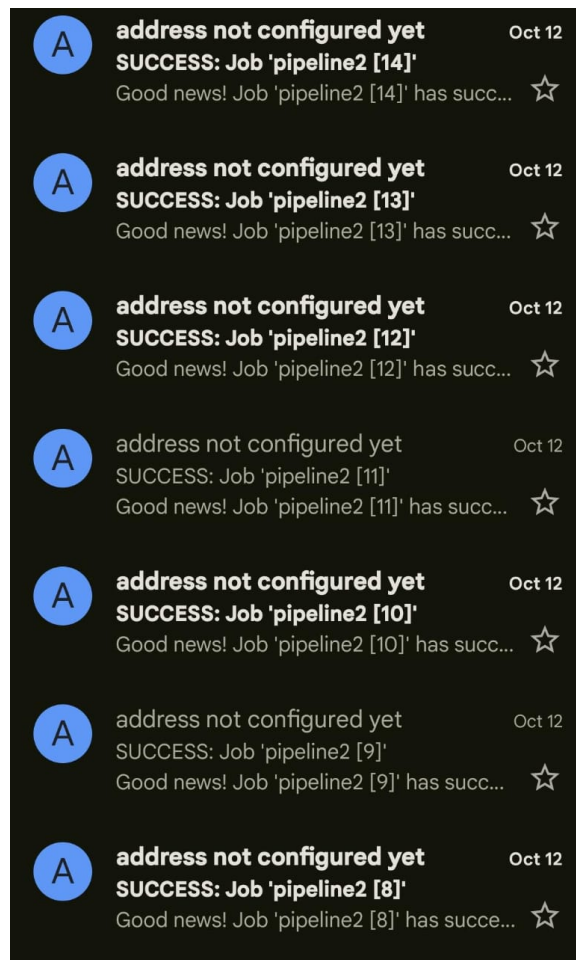 A
address not configured yet
Oct 12
SUCCESS: Job 'pipeline2 [14]'
Good news! Job 'pipeline2 [14]' has succ...
A
address not configured yet
Oct 12
SUCCESS: Job 'pipeline2 [13]'
Good news! Job 'pipeline2 [13]' has succ...
A
address not configured yet
Oct 12
SUCCESS: Job 'pipeline2 [12]'
Good news! Job 'pipeline2 [12]' has succ...
A
address not configured yet
Oct 12
SUCCESS: Job 'pipeline2 [11]'
Good news! Job 'pipeline2 [11]' has succ...
A
address not configured yet
Oct 12
SUCCESS: Job 'pipeline2 [10]'
Good news! Job 'pipeline2 [10]' has succ...
A
address not configured yet
Oct 12
SUCCESS: Job 'pipeline2 [9]'
Good news! Job 'pipeline2 [9]' has succ...
A
address not configured yet
Oct 12
SUCCESS: Job 'pipeline2 [8]'
Good news! Job 'pipeline2 [8]' has succe...